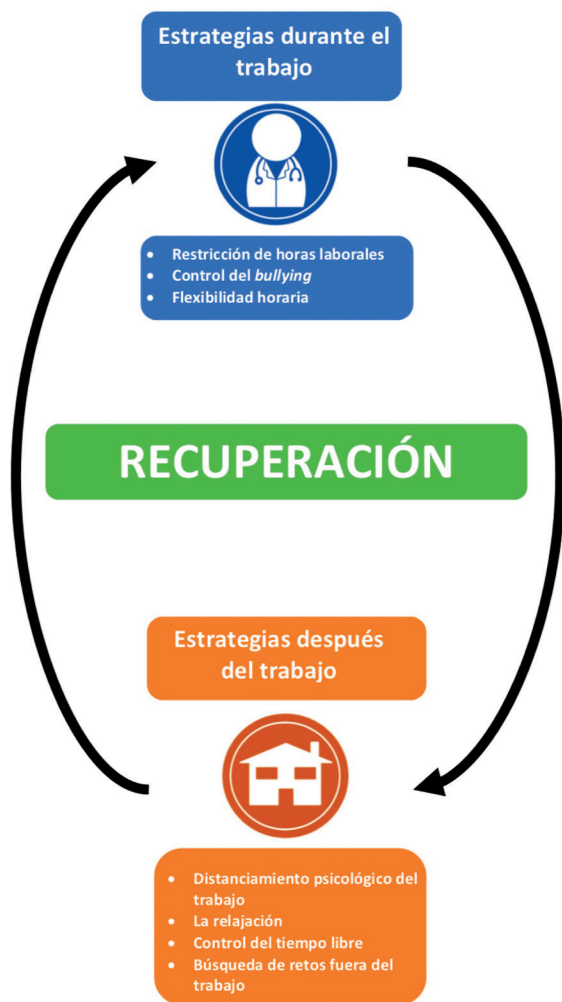 Estrategias durante el
trabajo
• Restricción de horas laborales
• Control del bullying
• Flexibilidad horaria
RECUPERACIÓN
Estrategias después
del trabajo
• Distanciamiento psicológico del
trabajo
• La relajación
• Control del tiempo libre
• Búsqueda de retos fuera del
trabajo